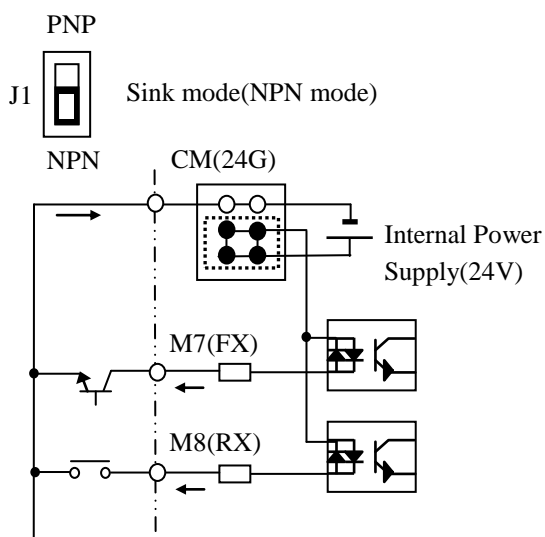 PNP
J1
Sink mode(NPN mode)
NPN
CM(24G)
Internal Power
Supply(24V)
M7(FX)
M8(RX)